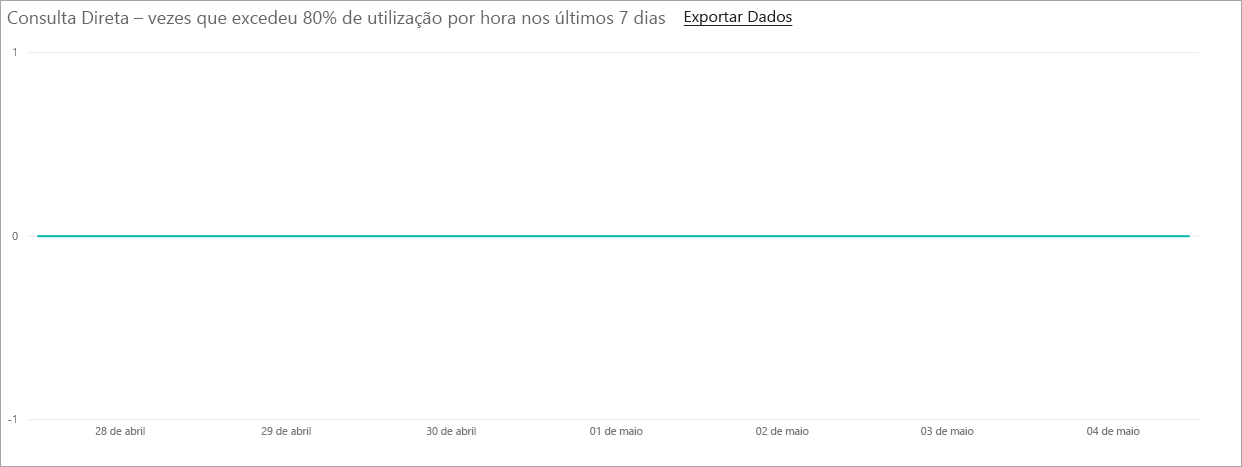 Consulta Direta – vezes que excedeu 80% de utilização por hora nos últimos 7 dias Exportar Dados
1
0
-1
28 de abril 29 de abril 30 de abril 01 de maio 02 de maio 03 de maio 04 de maio